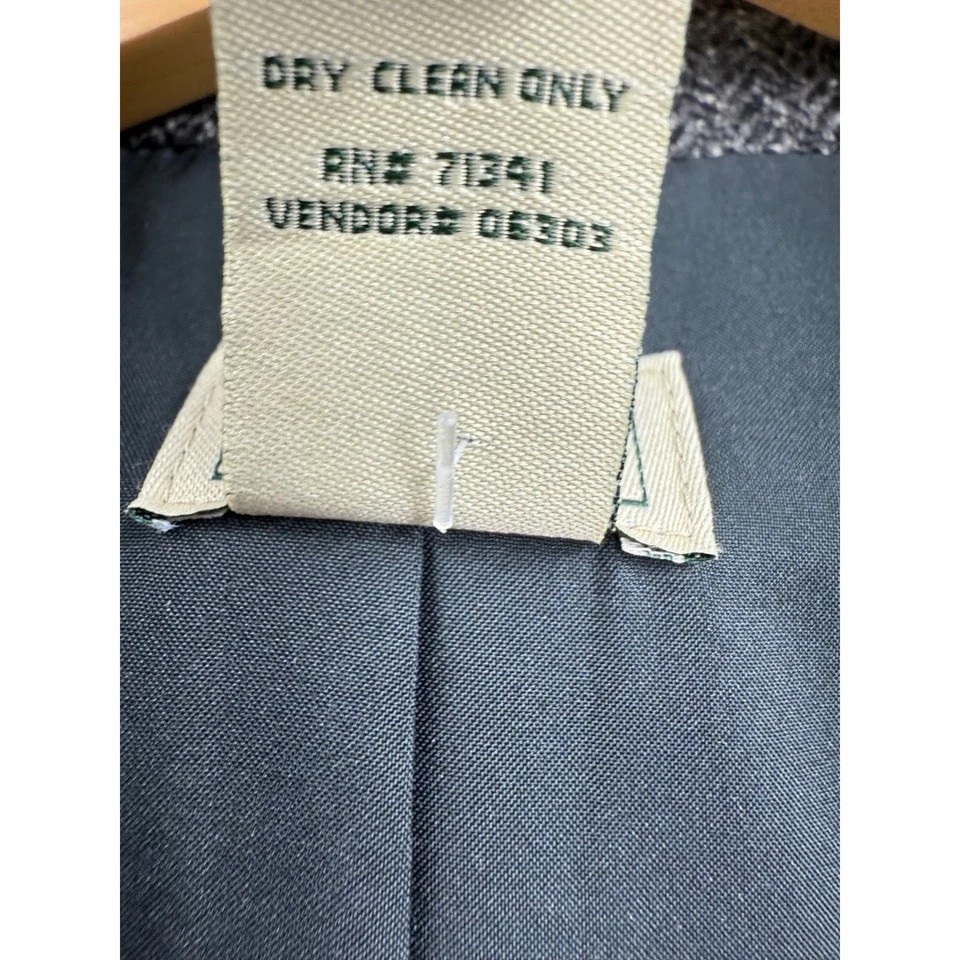 DRY CLEAN ONLY
RN# 71341
VENDOR# 06303